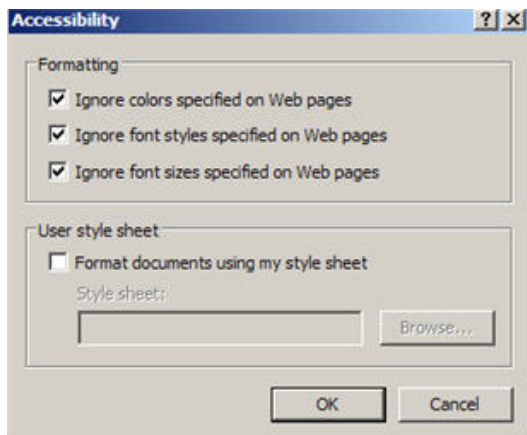 Accessibility
Formatting
Ignore colors specified on Web pages
Ignore font styles specified on Web pages
Ignore font sizes specified on Web pages
User style sheet
Format documents using my style sheet
Style sheet:
Browse...
OK Cancel